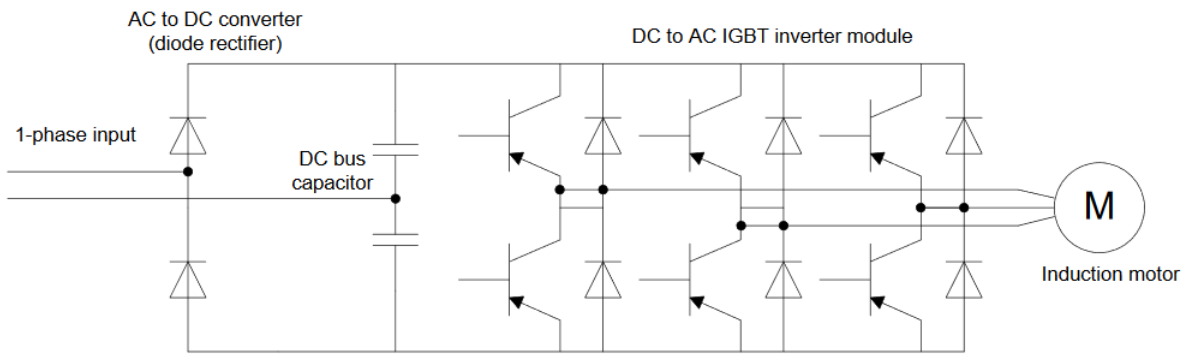 AC to DC converter
(diode rectifier)
DC to AC IGBT inverter module
1-phase input
DC bus
capacitor
M
Induction motor